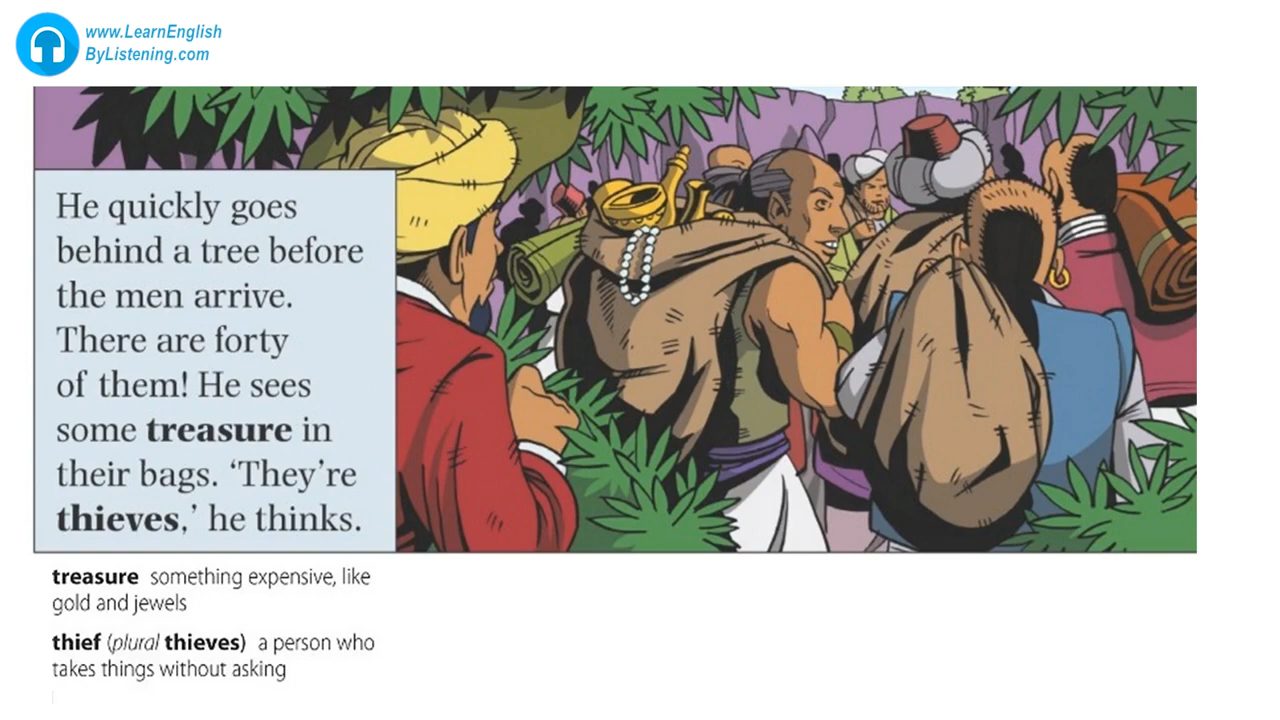 www.LearnEnglish
ByListening.com
He quickly goes
behind a tree before
the men arrive.
There are forty
of them! He sees
some treasure in
their bags. ‘They’re
thieves,’ he thinks.
treasure something expensive, like
gold and jewels
thief (plural thieves) a person who
takes things without asking